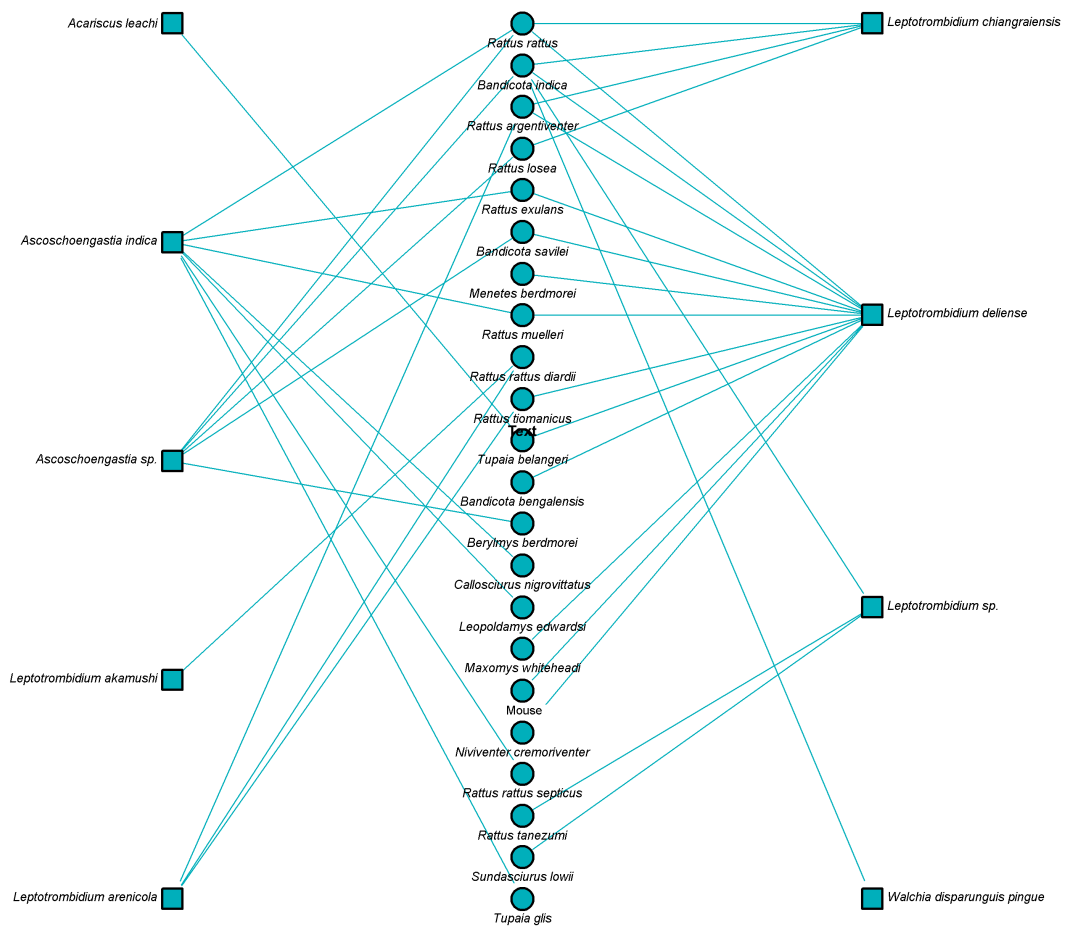 Acariscus leachi
Rattus rattus
Leptotrombidium chiangraiensis
Bandicota indica
Rattus argentiventer
Rattus losea
Rattus exulans
Ascoschoengastia indica
Bandicota savilei
Menetes berdmorei
Leptotrombidium deliense
Rattus muelleri
Rattus rattus diardii
Rattus tiomanicus
Text
Tupaia belangeri
Ascoschoengastia sp.
Bandicota bengalensis
Berylmys berdmorei
Callosciurus nigrovittatus
Leptotrombidium sp.
Leopoldamys edwardsi
Maxomys whiteheadi
Leptotrombidium akamushi
Mouse
Niviventer cremoriventer
Rattus rattus septicus
Rattus tanezumi
Sundasciurus lowii
Leptotrombidium arenicola
Walchia disparunguis pingue
Tupaia glis